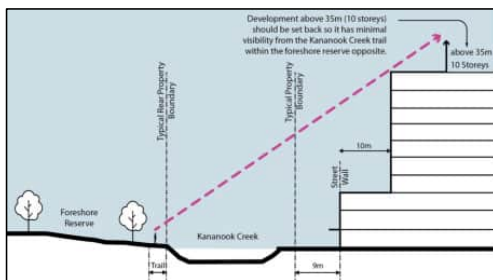 Development above 35m (10 storeys)
should be set back so it has minimal
visibility from the Kananook Creek trail
within the foreshore reserve opposite.
above 35m
10 Storeys
Typical Rear Property
Boundary
Typical Property
Boundary
10m
Street
Wall
Foreshore
Reserve
Kananook Creek
Trail
9m